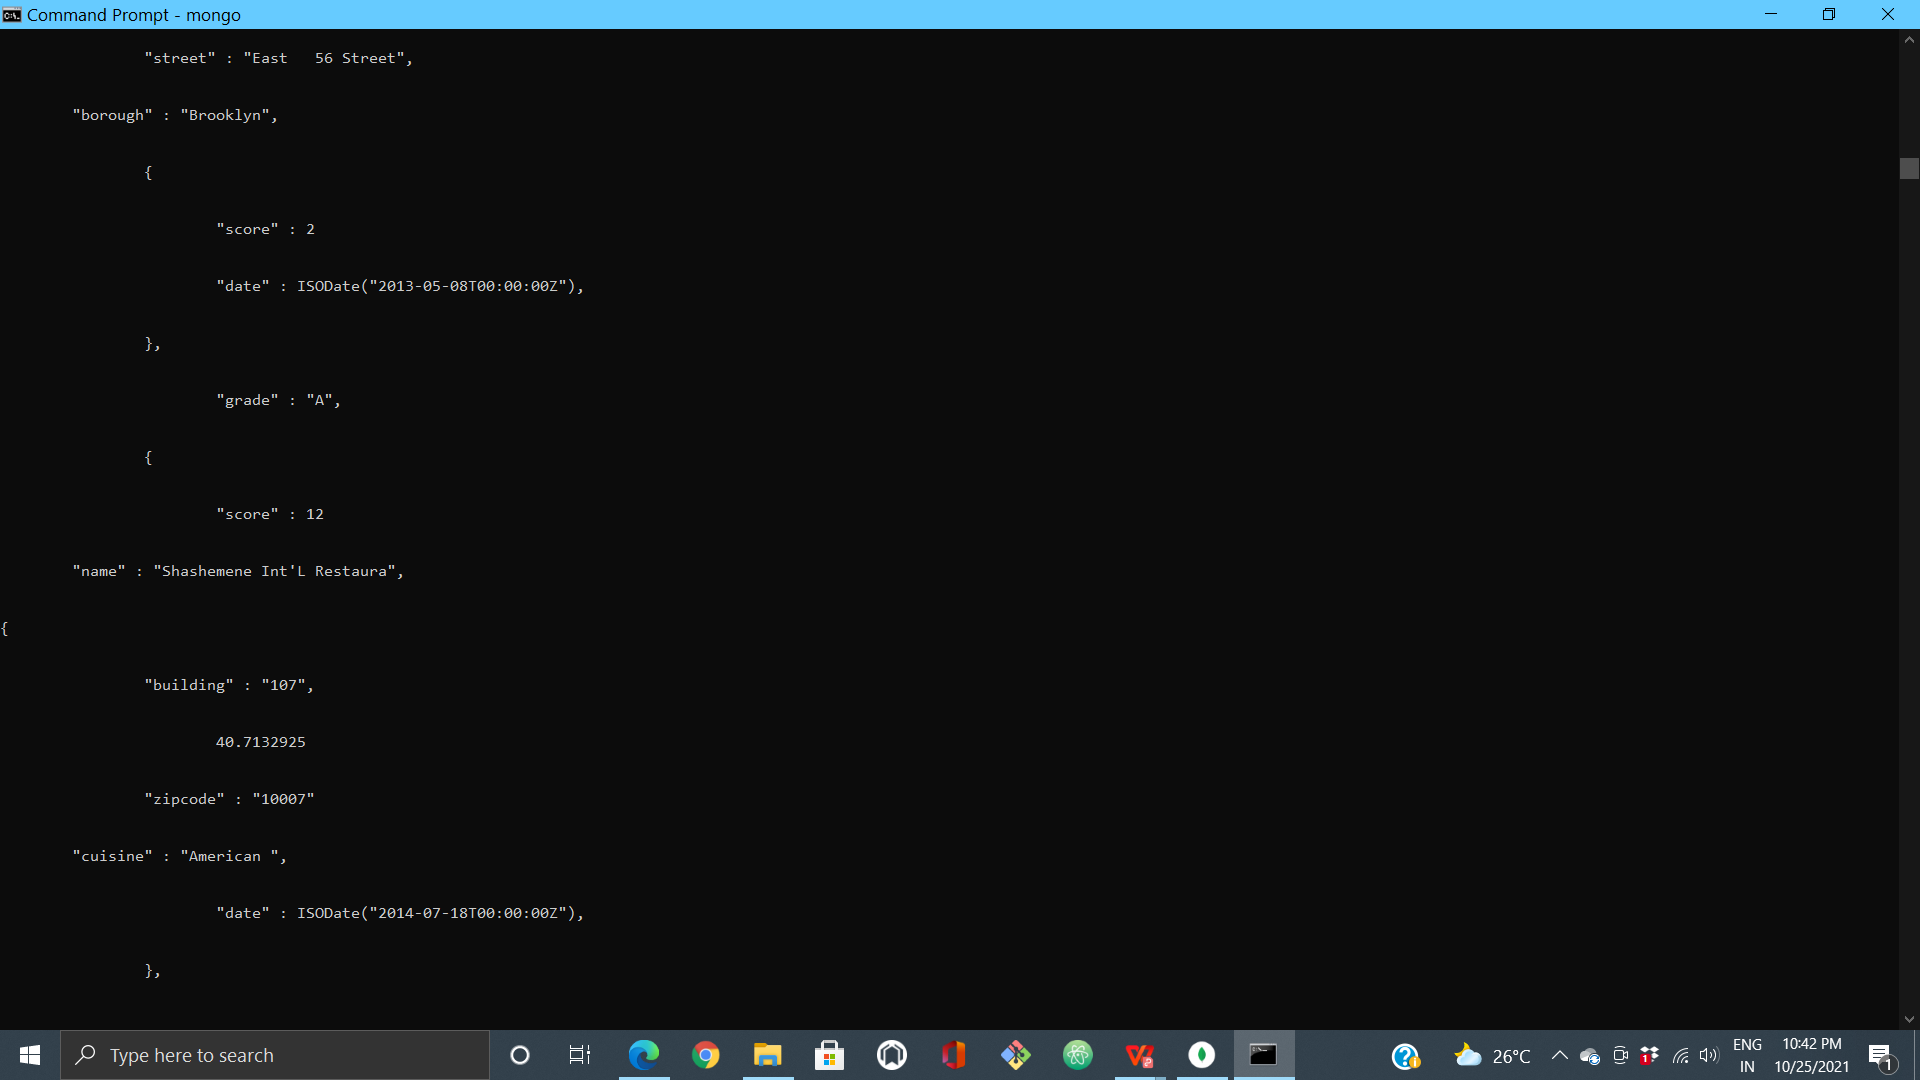 Command Prompt - mongo
"street" : "East   56 Street",
"borough" : "Brooklyn",
{
"score" : 2
"date" : ISODate("2013-05-08T00:00:00Z"),
},
"grade" : "A",
{
"score" : 12
"name" : "Shashemene Int'L Restaura",
{
"building" : "107",
40.7132925
"zipcode" : "10007"
"cuisine" : "American ",
"date" : ISODate("2014-07-18T00:00:00Z"),
},
Type here to search
26°C
ENG
IN
10:42 PM
10/25/2021
1